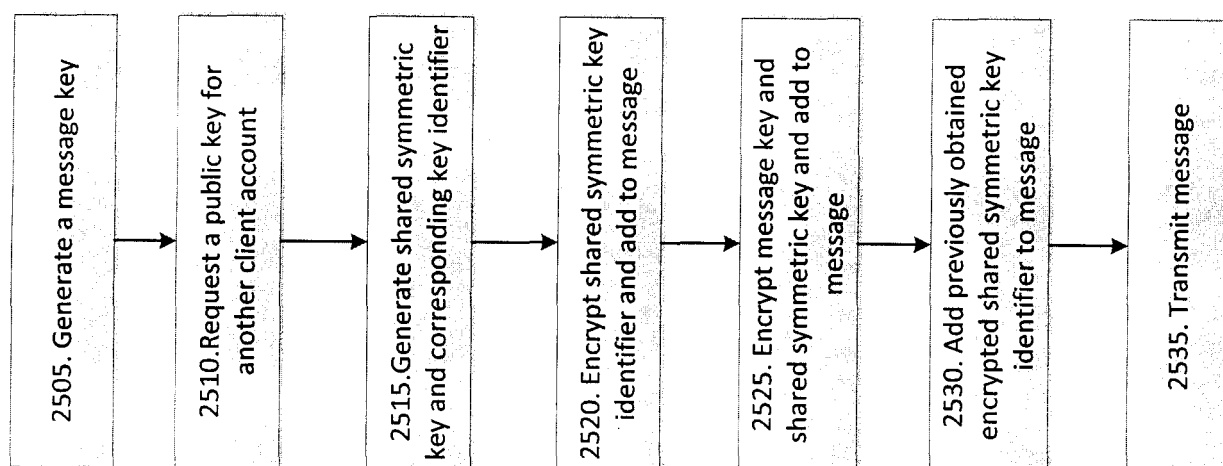 2505. Generate a message key
2510.Request a public key for
another client account
2515.Generate shared symmetric
key and corresponding key identifier
2520. Encrypt shared symmetric key
identifier and add to message
2525. Encrypt message key and
shared symmetric key and add to
message
2530. Add previously obtained
encrypted shared symmetric key
identifier to message
2535. Transmit message